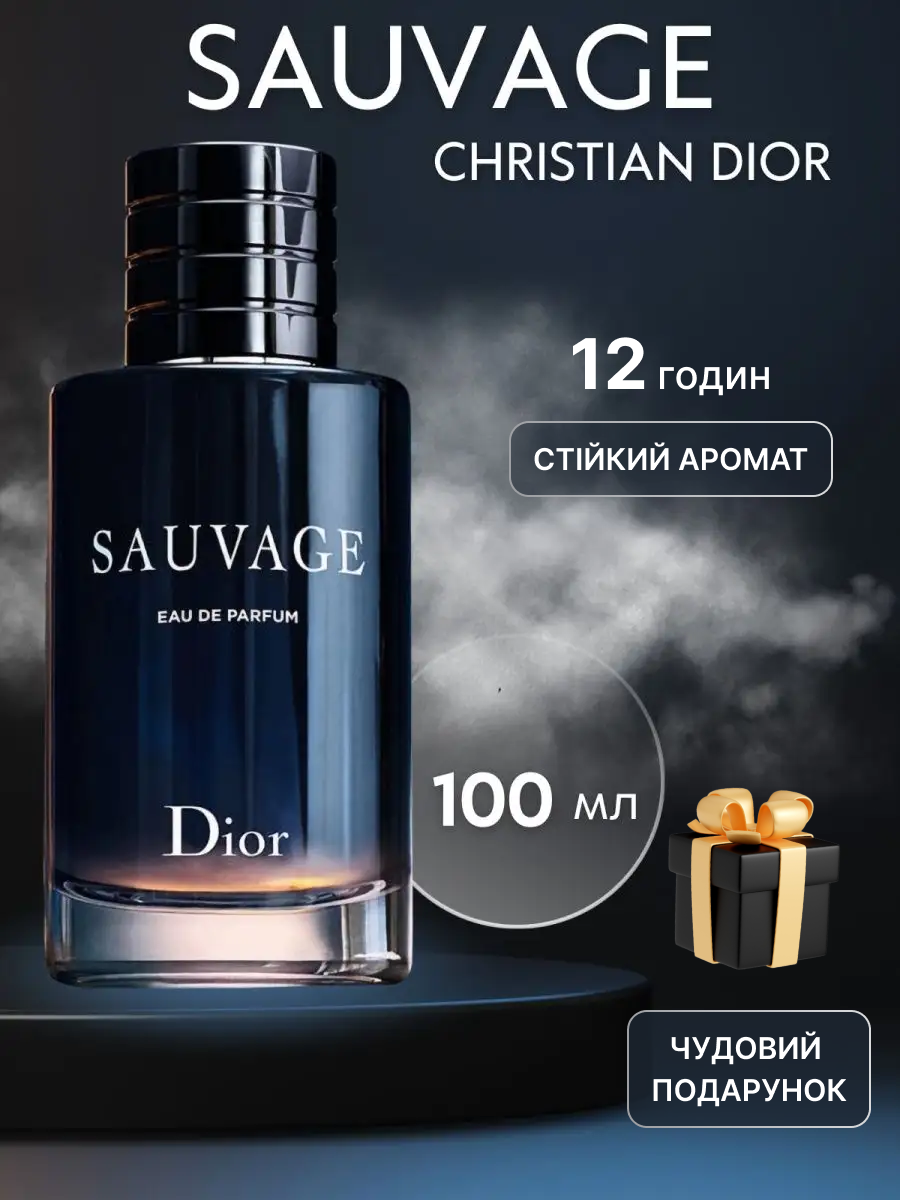 SAUVAGE
CHRISTIAN DIOR
12 годин
СТІЙКИЙ АРОМАТ
SAUVAGE
EAU DE PARFUM
100 мл
Dior
ЧУДОВИЙ
ПОДАРУНОК